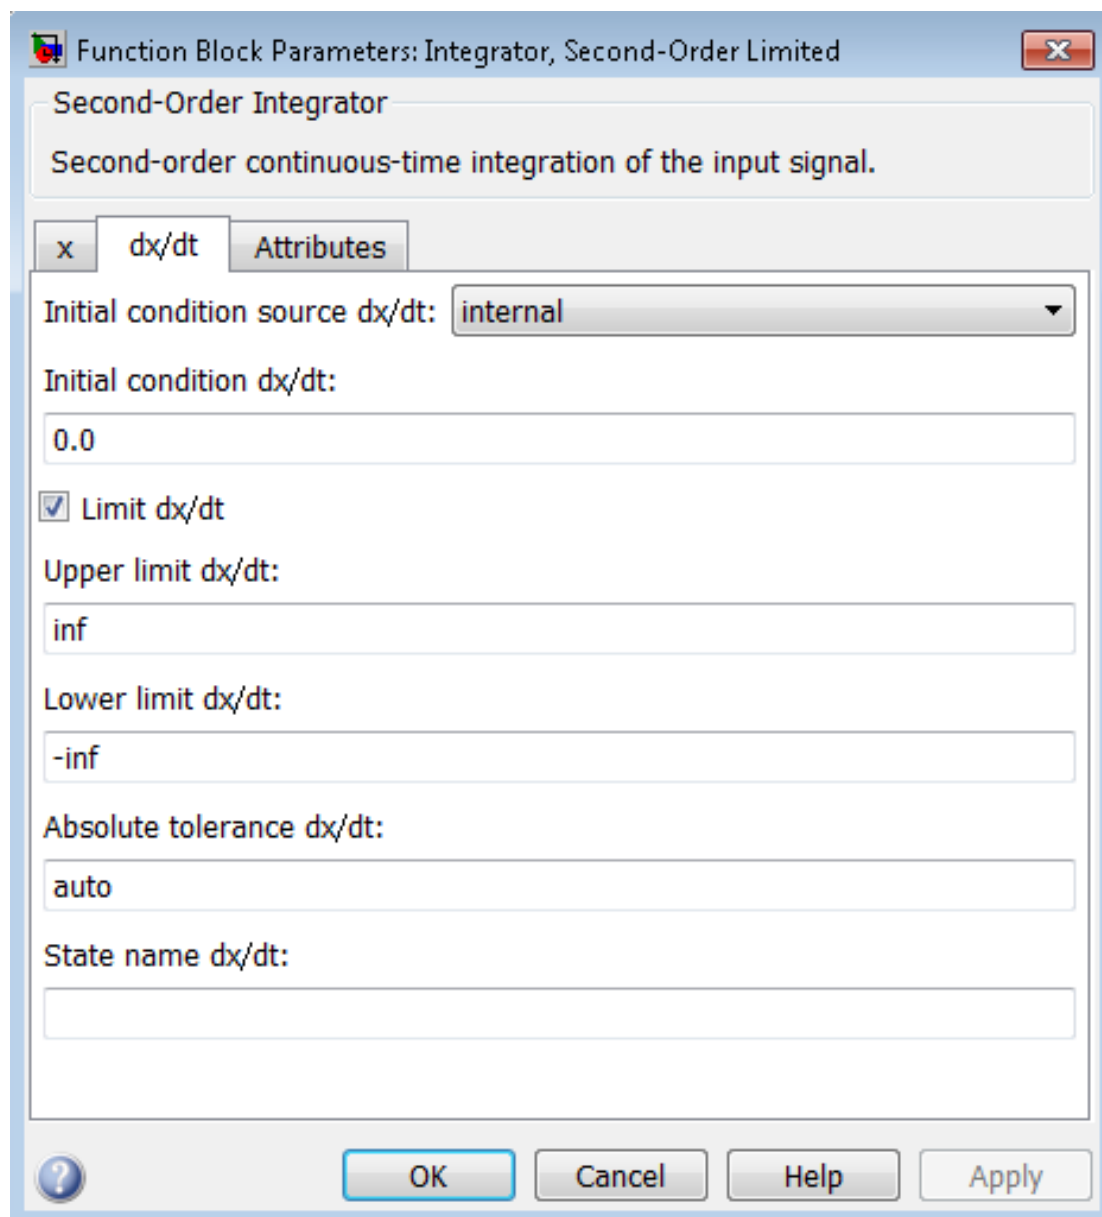 Function Block Parameters: Integrator, Second-Order Limited
Second-Order Integrator
Second-order continuous-time integration of the input signal.
x dx/dt Attributes
Initial condition source dx/dt: internal
Initial condition dx/dt:
0.0
Limit dx/dt
Upper limit dx/dt:
inf
Lower limit dx/dt:
-inf
Absolute tolerance dx/dt:
auto
State name dx/dt:
? OK Cancel Help Apply